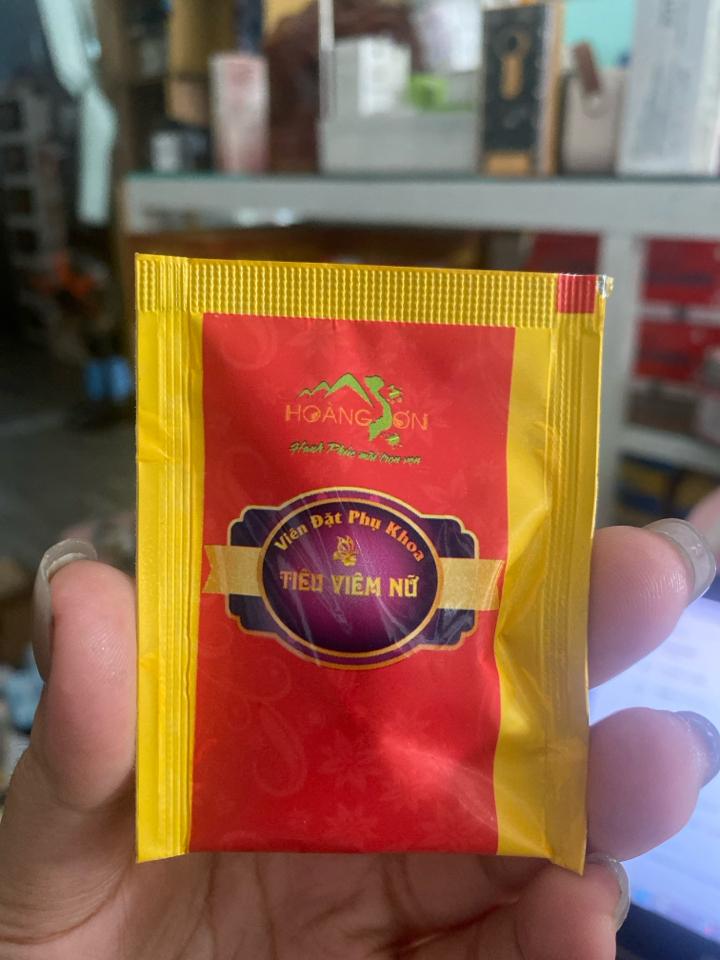 HOÀNG SƠN
Hạnh Phúc mãi trọn vẹn
Viên Đặt Phụ Khoa
TIÊU VIÊM NỮ